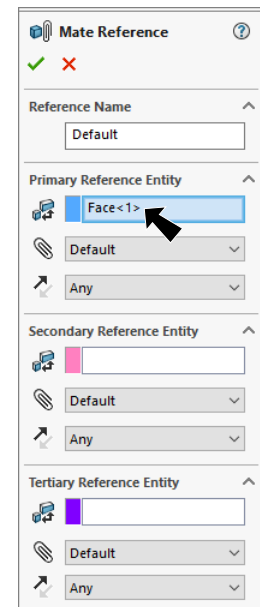 Mate Reference
Reference Name
Default
Primary Reference Entity
Face<1>
Default
Any
Secondary Reference Entity
Default
Any
Tertiary Reference Entity
Default
Any